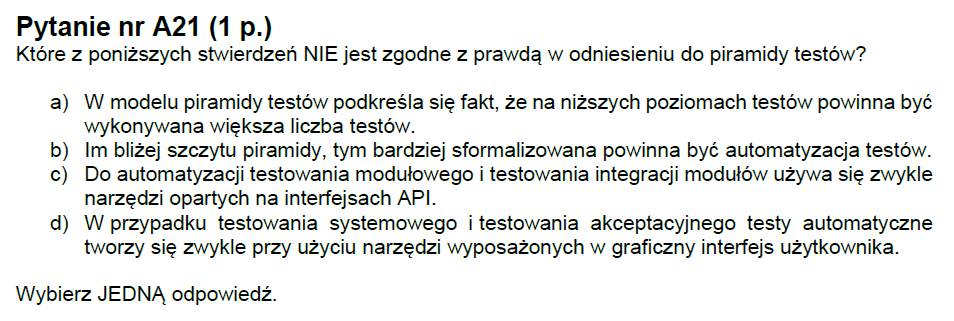 Pytanie nr A21 (1 p.)
Które z poniższych stwierdzeń NIE jest zgodne z prawdą w odniesieniu do piramidy testów?
a) W modelu piramidy testów podkreśla się fakt, że na niższych poziomach testów powinna być
wykonywana większa liczba testów.
b) Im bliżej szczytu piramidy, tym bardziej sformalizowana powinna być automatyzacja testów.
c) Do automatyzacji testowania modułowego i testowania integracji modułów używa się zwykle
narzędzi opartych na interfejsach API.
d) W przypadku testowania systemowego i testowania akceptacyjnego testy automatyczne
tworzy się zwykle przy użyciu narzędzi wyposażonych w graficzny interfejs użytkownika.
Wybierz JEDNĄ odpowiedź.